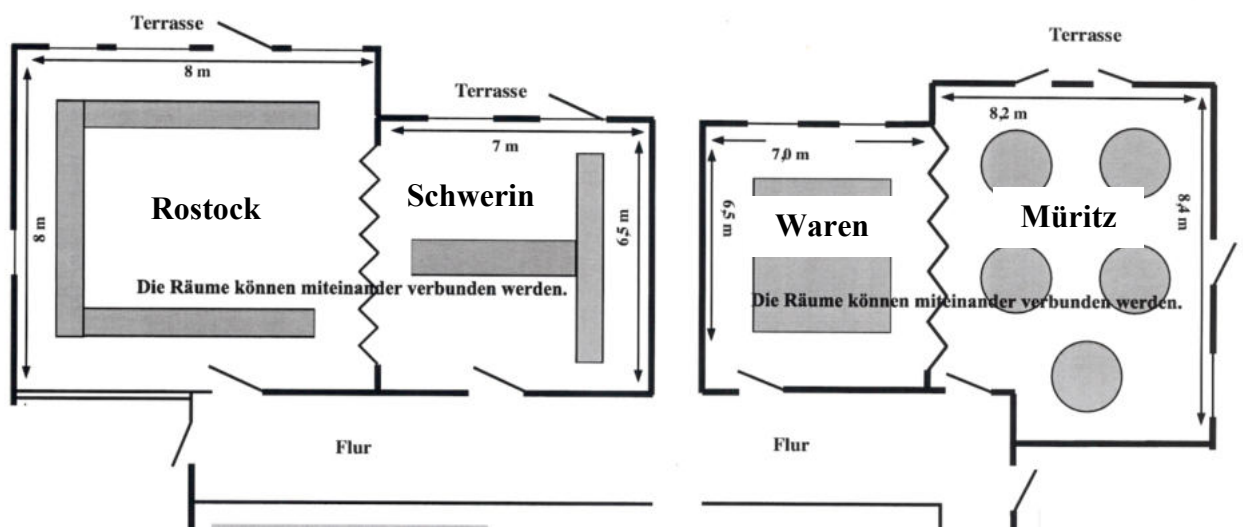 Terrasse
8 m
Terrasse
7 m
Rostock
Schwerin
8 m
6,5 m
Die Räume können miteinander verbunden werden.
Flur
Terrasse
8,2 m
7,0 m
6,5 m
Waren
Müritz
8,4 m
Die Räume können miteinander verbunden werden.
Flur